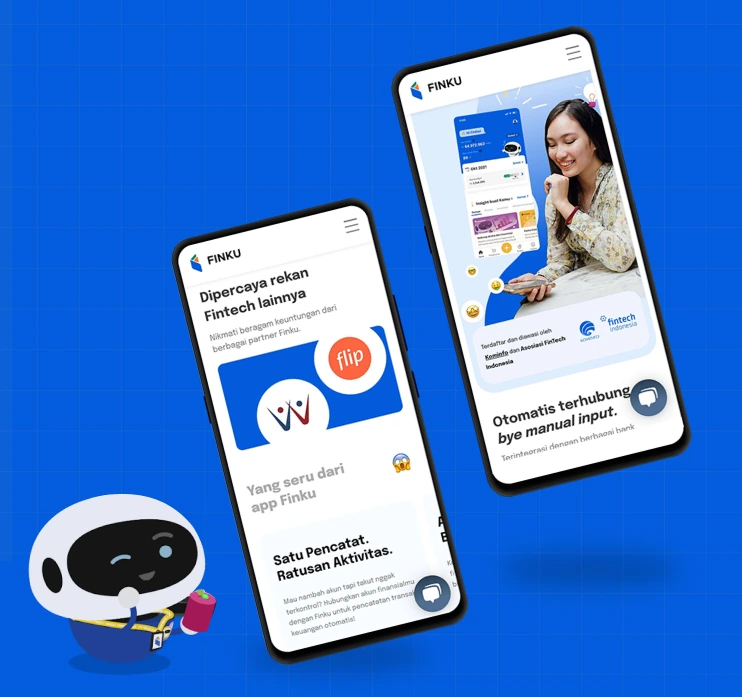 FINKU
Terdaftar dan diawasi oleh
Kominfo dan Asosiasi FinTech
Indonesia
KOMINFO
fintech
indonesia
Otomatis terhubung,
bye manual input.
Terintegrasi dengan berbagai bank
FINKU
Dipercaya rekan
Fintech lainnya
Nikmati beragam keuntungan dari
berbagai partner Finku.
flip
Yang seru dari
app Finku
Satu Pencatat.
Ratusan Aktivitas.
Mau nambah akun tapi takut nggak
terkontrol? Hubungkan akun finansialmu
dengan Finku untuk pencatatan
keuangan otomatis!